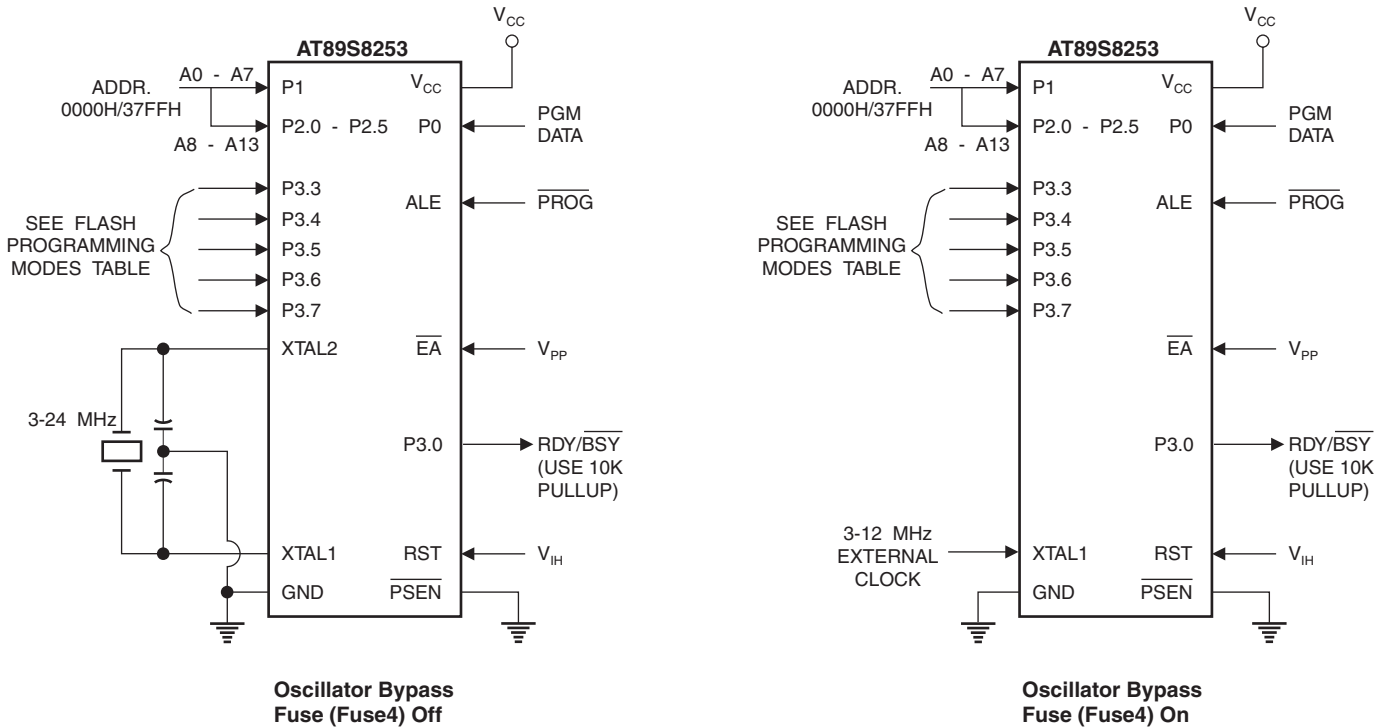 V_CC
AT89S8253
ADDR.
0000H/37FFH
A0 - A7
P1
V_CC
P2.0 - P2.5
P0
PGM
DATA
A8 - A13
SEE FLASH
PROGRAMMING
MODES TABLE
P3.3
P3.4
P3.5
P3.6
P3.7
ALE
PROG
XTAL2
EA
V_PP
3-24 MHz
P3.0
RDY/BSY
(USE 10K
PULLUP)
XTAL1
RST
V_IH
GND
PSEN
Oscillator Bypass
Fuse (Fuse4) Off
V_CC
AT89S8253
ADDR.
0000H/37FFH
A0 - A7
P1
V_CC
P2.0 - P2.5
P0
PGM
DATA
A8 - A13
SEE FLASH
PROGRAMMING
MODES TABLE
P3.3
P3.4
P3.5
P3.6
P3.7
ALE
PROG
EA
V_PP
P3.0
RDY/BSY
(USE 10K
PULLUP)
3-12 MHz
EXTERNAL
CLOCK
XTAL1
RST
V_IH
GND
PSEN
Oscillator Bypass
Fuse (Fuse4) On